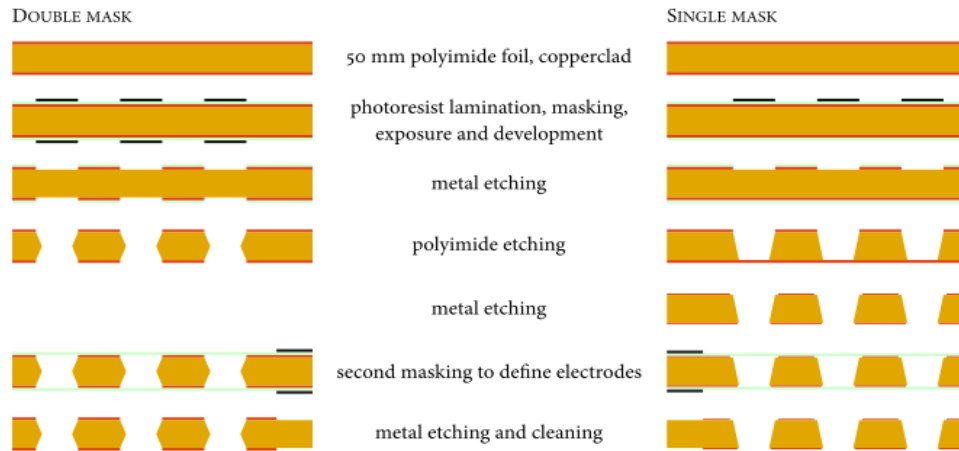 DOUBLE MASK
SINGLE MASK
50 mm polyimide foil, copperclad
photoresist lamination, masking,
exposure and development
metal etching
polyimide etching
metal etching
second masking to define electrodes
metal etching and cleaning